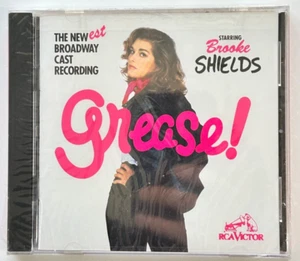 THE NEWest
BROADWAY
CAST
RECORDING
STARRING
Brooke
SHIELDS
grease!
RCA VICTOR